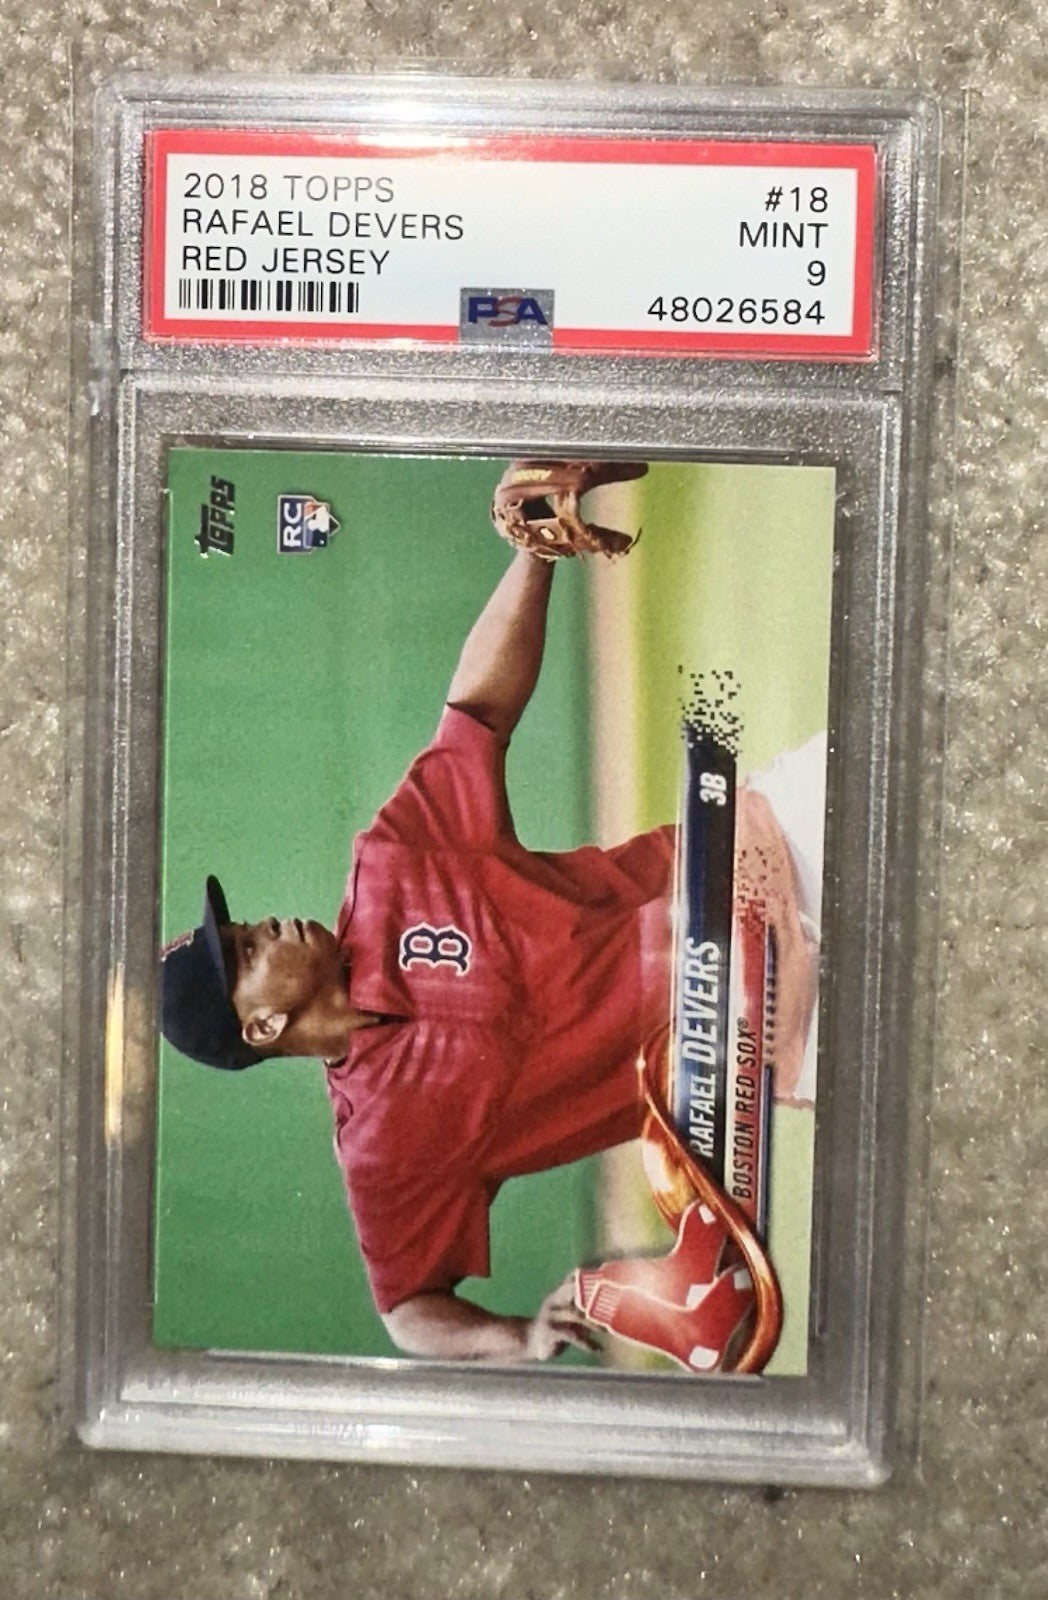 2018 TOPPS #18
RAFAEL DEVERS MINT
RED JERSEY 9
PSA 48026584
TOPPS
RC
B
3B
RAFAEL DEVERS
BOSTON RED SOX®